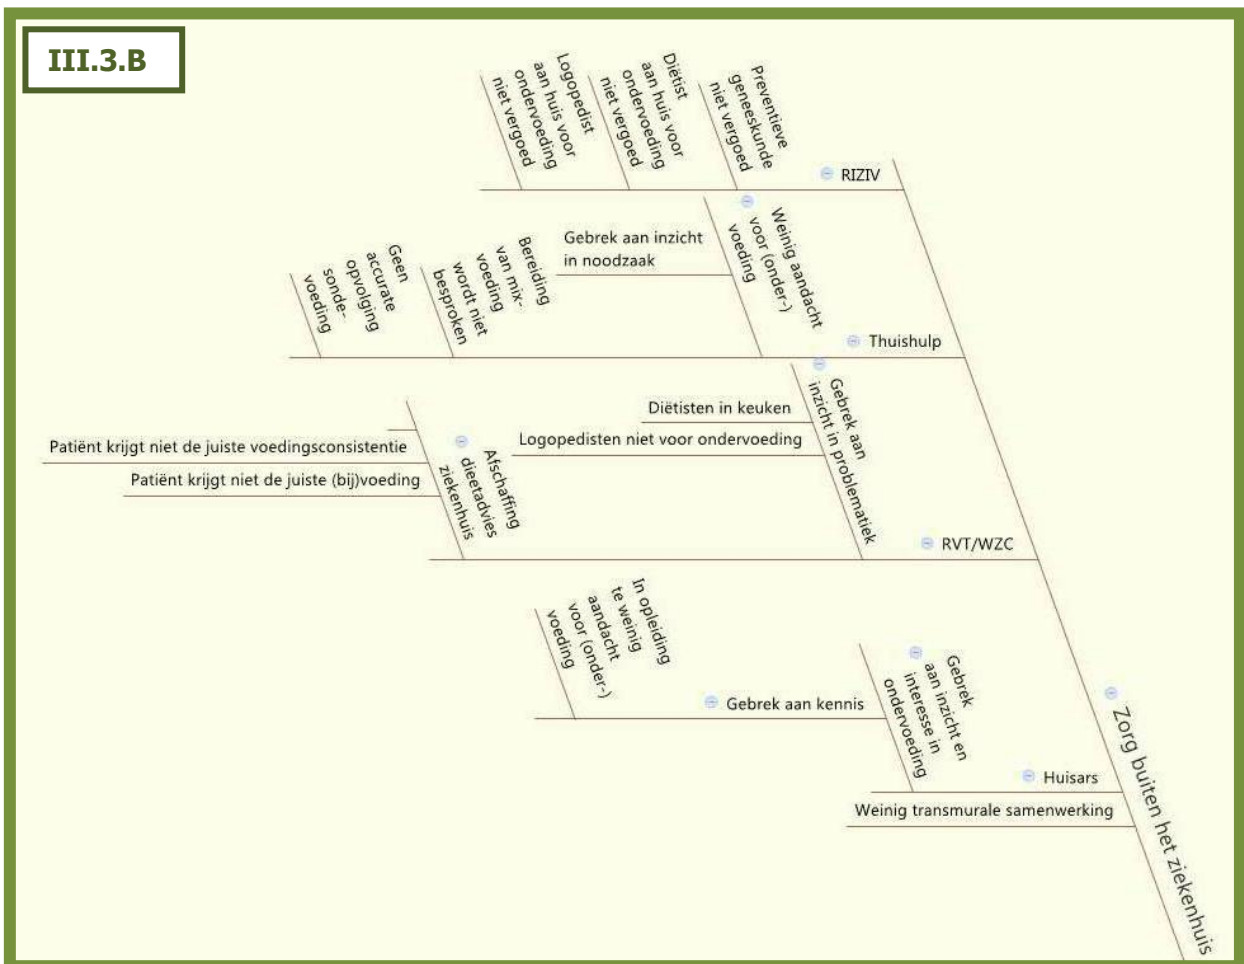 III.3.B
Logopedist
aan huis voor
ondervoeding
niet vergoed
Diëtist
aan huis voor
ondervoeding
niet vergoed
Preventieve
geneeskunde
niet vergoed
RIZIV
Geen
accurate
opvolging
sonde-
voeding
Bereiding
van mix-
voeding
wordt niet
besproken
Gebrek aan inzicht
in noodzaak
Weinig aandacht
voor (onder-)
voeding
Thuishulp
Patiënt krijgt niet de juiste voedingsconsistentie
Patiënt krijgt niet de juiste (bij)voeding
Afschaffing
dieetadvies
ziekenhuis
Diëtisten in keuken
Logopedisten niet voor ondervoeding
Gebrek aan
inzicht in problematiek
RVT/WZC
In opleiding
te weinig
aandacht
voor (onder-)
voeding
Gebrek aan kennis
Gebrek
aan inzicht en
interesse in
ondervoeding
Huisars
Weinig transmurale samenwerking
Zorg buiten het ziekenhuis